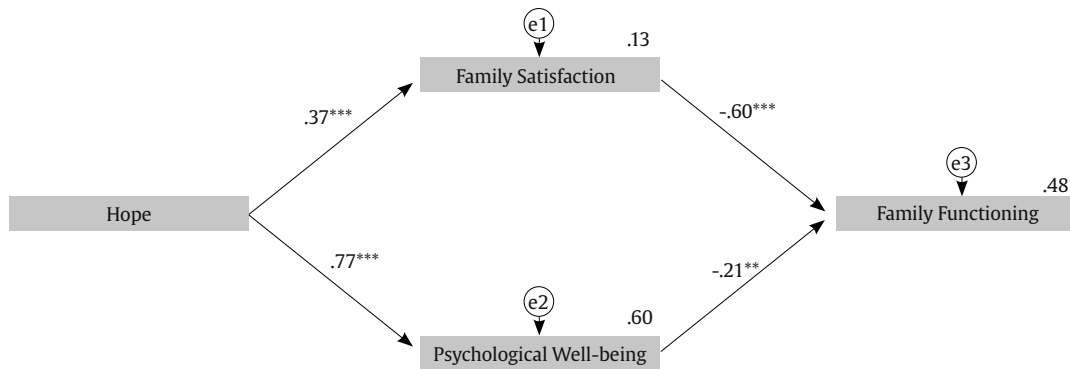 e1
.13
Family Satisfaction
.37***
-.60***
e3
.48
Hope
Family Functioning
.77***
-.21**
e2
.60
Psychological Well-being